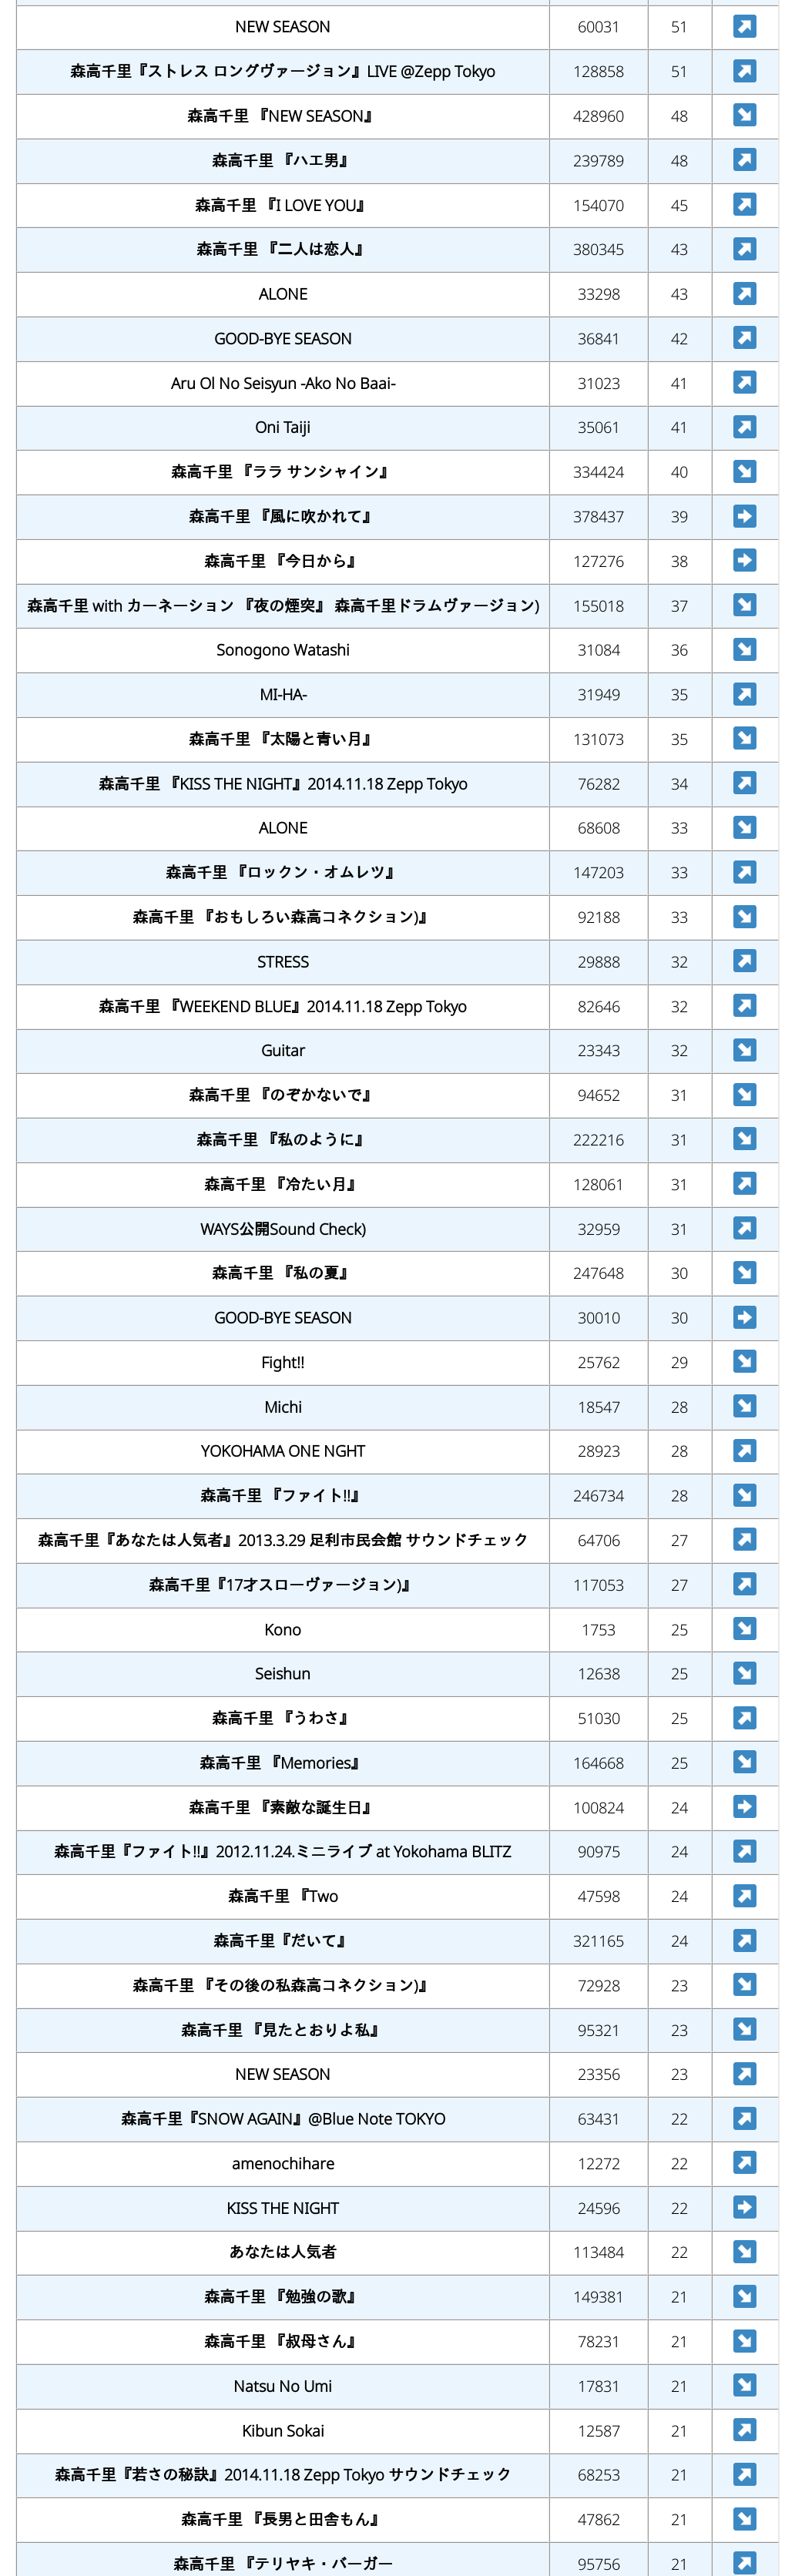 NEW SEASON 60031 51
森高千里『ストレス ロングヴァージョン』LIVE @Zepp Tokyo 128858 51
森高千里 『NEW SEASON』 428960 48
森高千里 『ハエ男』 239789 48
森高千里 『I LOVE YOU』 154070 45
森高千里 『二人は恋人』 380345 43
ALONE 33298 43
GOOD-BYE SEASON 36841 42
Aru Ol No Seisyun -Ako No Baai- 31023 41
Oni Taiji 35061 41
森高千里 『ララ サンシャイン』 334424 40
森高千里 『風に吹かれて』 378437 39
森高千里 『今日から』 127276 38
森高千里 with カーネーション 『夜の煙突』 森高千里ドラムヴァージョン) 155018 37
Sonogono Watashi 31084 36
MI-HA- 31949 35
森高千里 『太陽と青い月』 131073 35
森高千里 『KISS THE NIGHT』2014.11.18 Zepp Tokyo 76282 34
ALONE 68608 33
森高千里 『ロックン・オムレツ』 147203 33
森高千里 『おもしろい森高コネクション)』 92188 33
STRESS 29888 32
森高千里 『WEEKEND BLUE』2014.11.18 Zepp Tokyo 82646 32
Guitar 23343 32
森高千里 『のぞかないで』 94652 31
森高千里 『私のように』 222216 31
森高千里 『冷たい月』 128061 31
WAYS公開Sound Check) 32959 31
森高千里 『私の夏』 247648 30
GOOD-BYE SEASON 30010 30
Fight!! 25762 29
Michi 18547 28
YOKOHAMA ONE NGHT 28923 28
森高千里 『ファイト!!』 246734 28
森高千里『あなたは人気者』2013.3.29 足利市民会館 サウンドチェック 64706 27
森高千里『17才スローヴァージョン)』 117053 27
Kono 1753 25
Seishun 12638 25
森高千里 『うわさ』 51030 25
森高千里 『Memories』 164668 25
森高千里 『素敵な誕生日』 100824 24
森高千里『ファイト!!』2012.11.24.ミニライブ at Yokohama BLITZ 90975 24
森高千里 『Two 47598 24
森高千里『だいて』 321165 24
森高千里 『その後の私森高コネクション)』 72928 23
森高千里 『見たとおりよ私』 95321 23
NEW SEASON 23356 23
森高千里『SNOW AGAIN』@Blue Note TOKYO 63431 22
amenochihare 12272 22
KISS THE NIGHT 24596 22
あなたは人気者 113484 22
森高千里 『勉強の歌』 149381 21
森高千里 『叔母さん』 78231 21
Natsu No Umi 17831 21
Kibun Sokai 12587 21
森高千里『若さの秘訣』2014.11.18 Zepp Tokyo サウンドチェック 68253 21
森高千里 『長男と田舎もん』 47862 21
森高千里 『テリヤキ・バーガー 95756 21